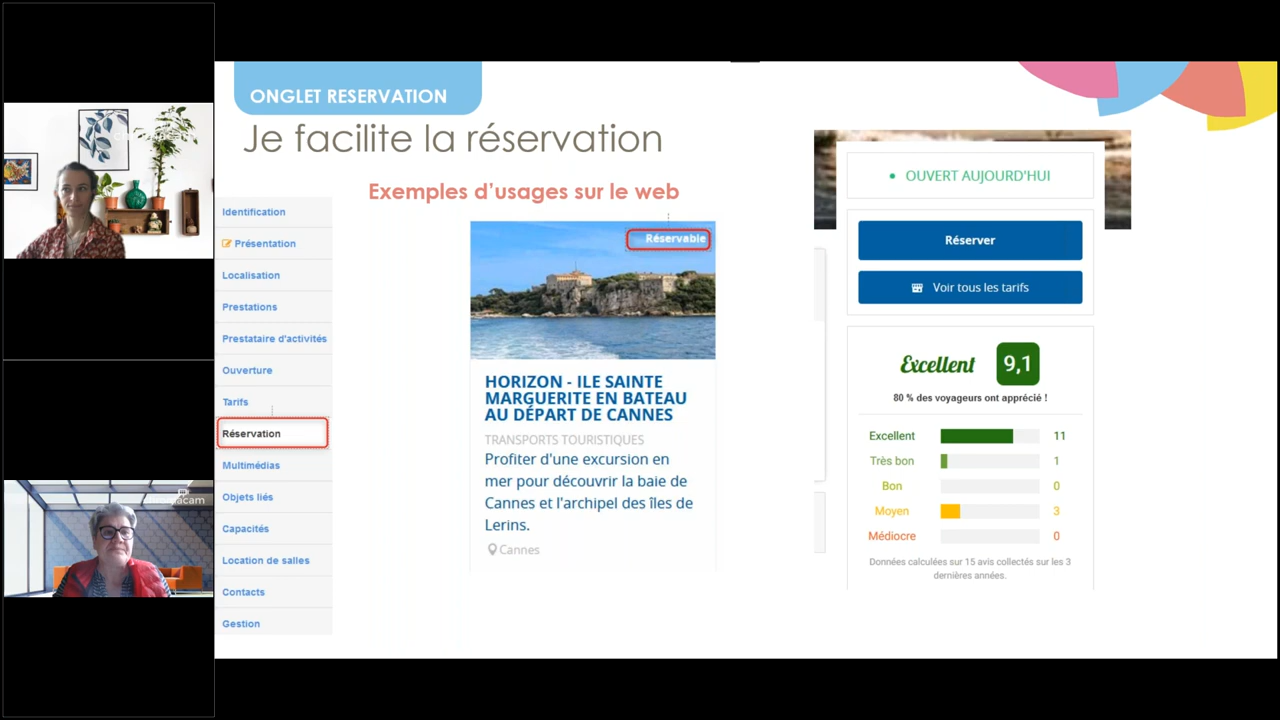 ONGLET RESERVATION
Je facilite la réservation
Exemples d'usages sur le web
Identification
Présentation
Localisation
Prestations
Prestataire d'activités
Ouverture
Tarifs
Réservation
Multimédias
Objets liés
Capacités
Location de salles
Contacts
Gestion
Réservable
HORIZON - ILE SAINTE
MARGUERITE EN BATEAU
AU DÉPART DE CANNES
TRANSPORTS TOURISTIQUES
Profiter d'une excursion en
mer pour découvrir la baie de
Cannes et l'archipel des îles de
Lerins.
Cannes
• OUVERT AUJOURD'HUI
Réserver
Voir tous les tarifs
Excellent 9,1
80 % des voyageurs ont apprécié !
Excellent 11
Très bon 1
Bon 0
Moyen 3
Médiocre 0
Données calculées sur 15 avis collectés sur les 3
dernières années.